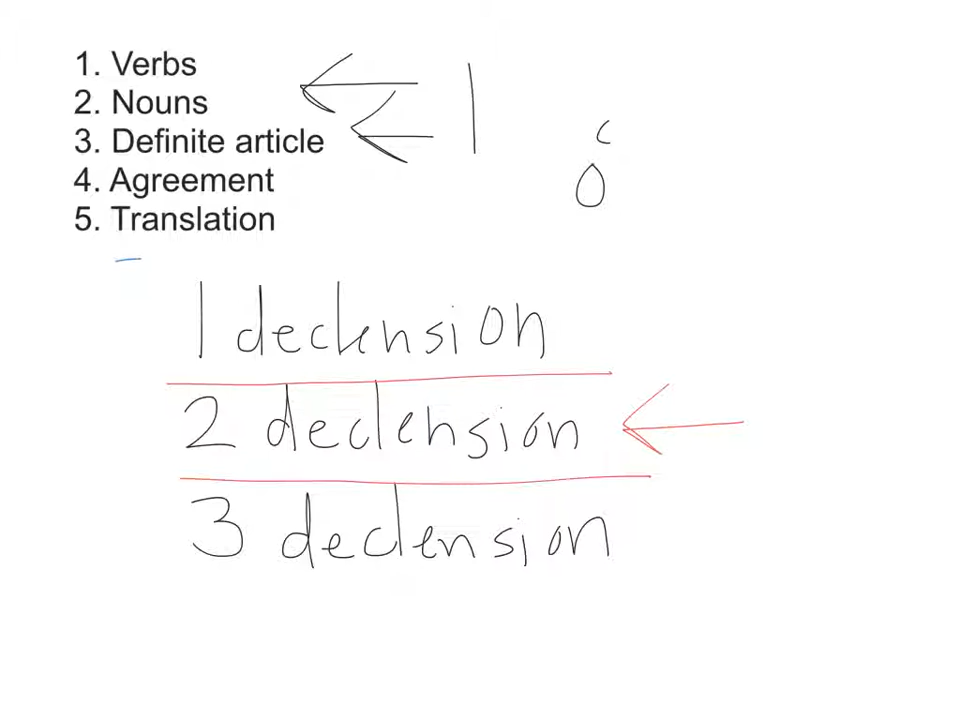 1. Verbs
2. Nouns
3. Definite article
4. Agreement
5. Translation
ὁ
1 declension
2 declension
3 declension